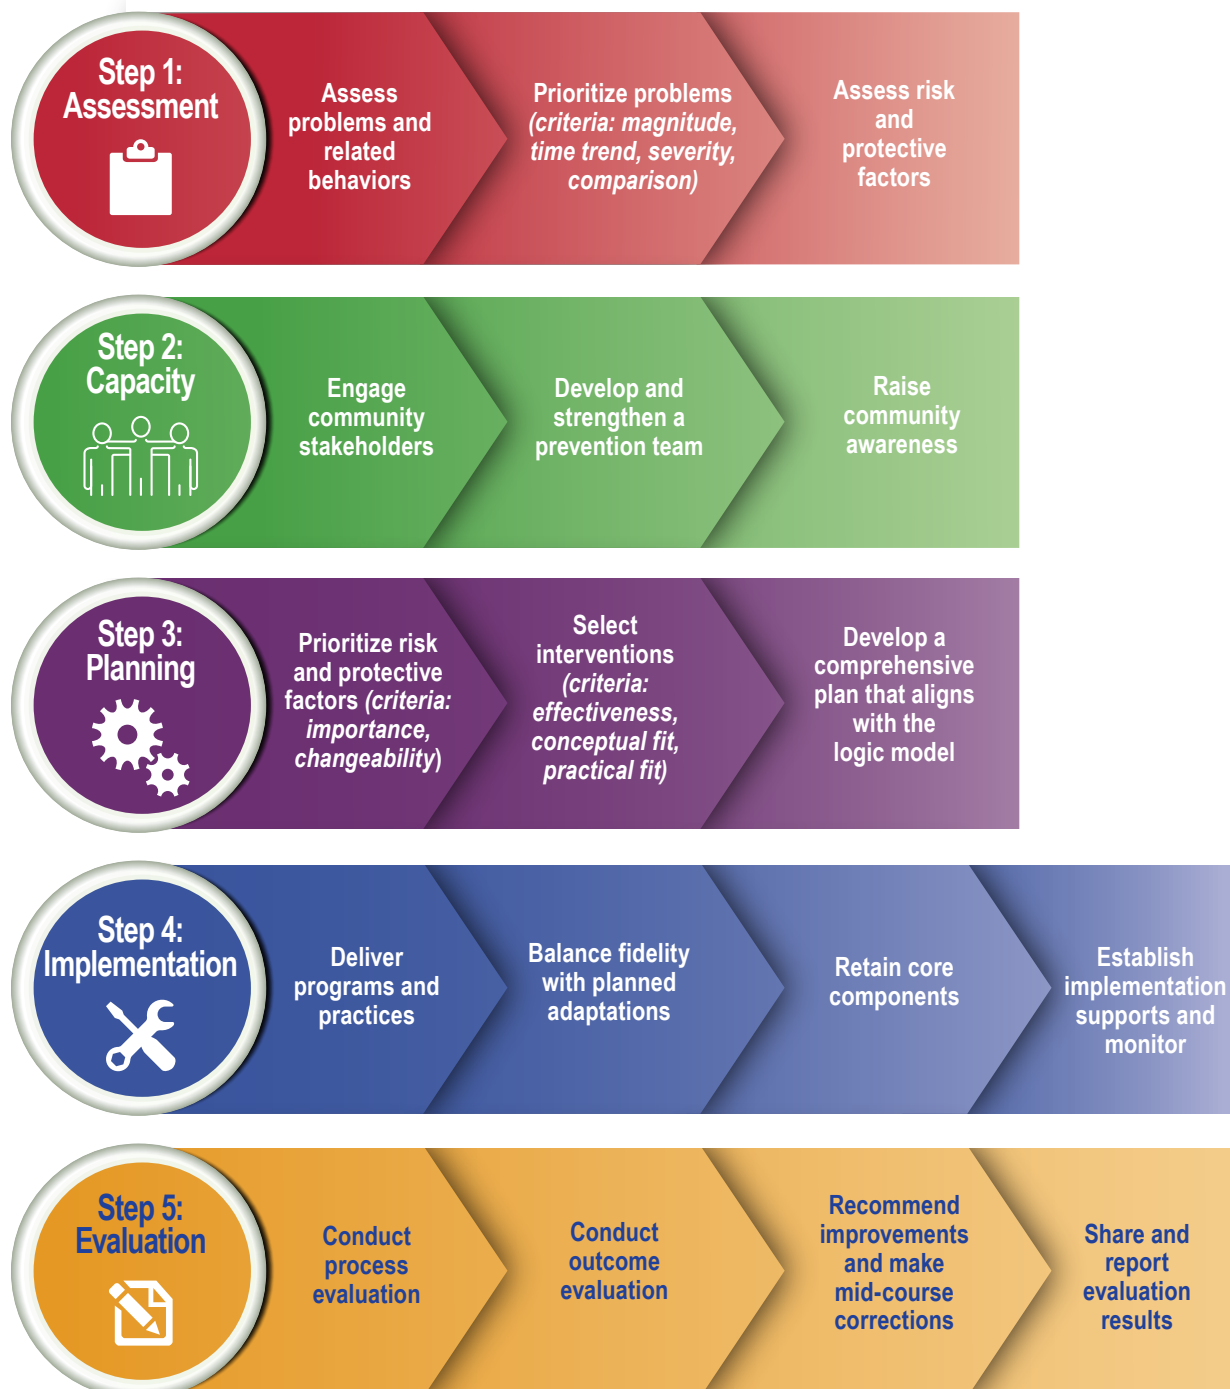 Step 1:
Assessment
Assess
problems and
related
behaviors
Prioritize problems
(criteria: magnitude,
time trend, severity,
comparison)
Assess risk
and
protective
factors
Step 2:
Capacity
Engage
community
stakeholders
Develop and
strengthen a
prevention team
Raise
community
awareness
Step 3:
Planning
Prioritize risk
and protective
factors (criteria:
importance,
changeability)
Select
interventions
(criteria:
effectiveness,
conceptual fit,
practical fit)
Develop a
comprehensive
plan that aligns
with the
logic model
Step 4:
Implementation
Deliver
programs and
practices
Balance fidelity
with planned
adaptations
Retain core
components
Establish
implementation
supports and
monitor
Step 5:
Evaluation
Conduct
process
evaluation
Conduct
outcome
evaluation
Recommend
improvements
and make
mid-course
corrections
Share and
report
evaluation
results